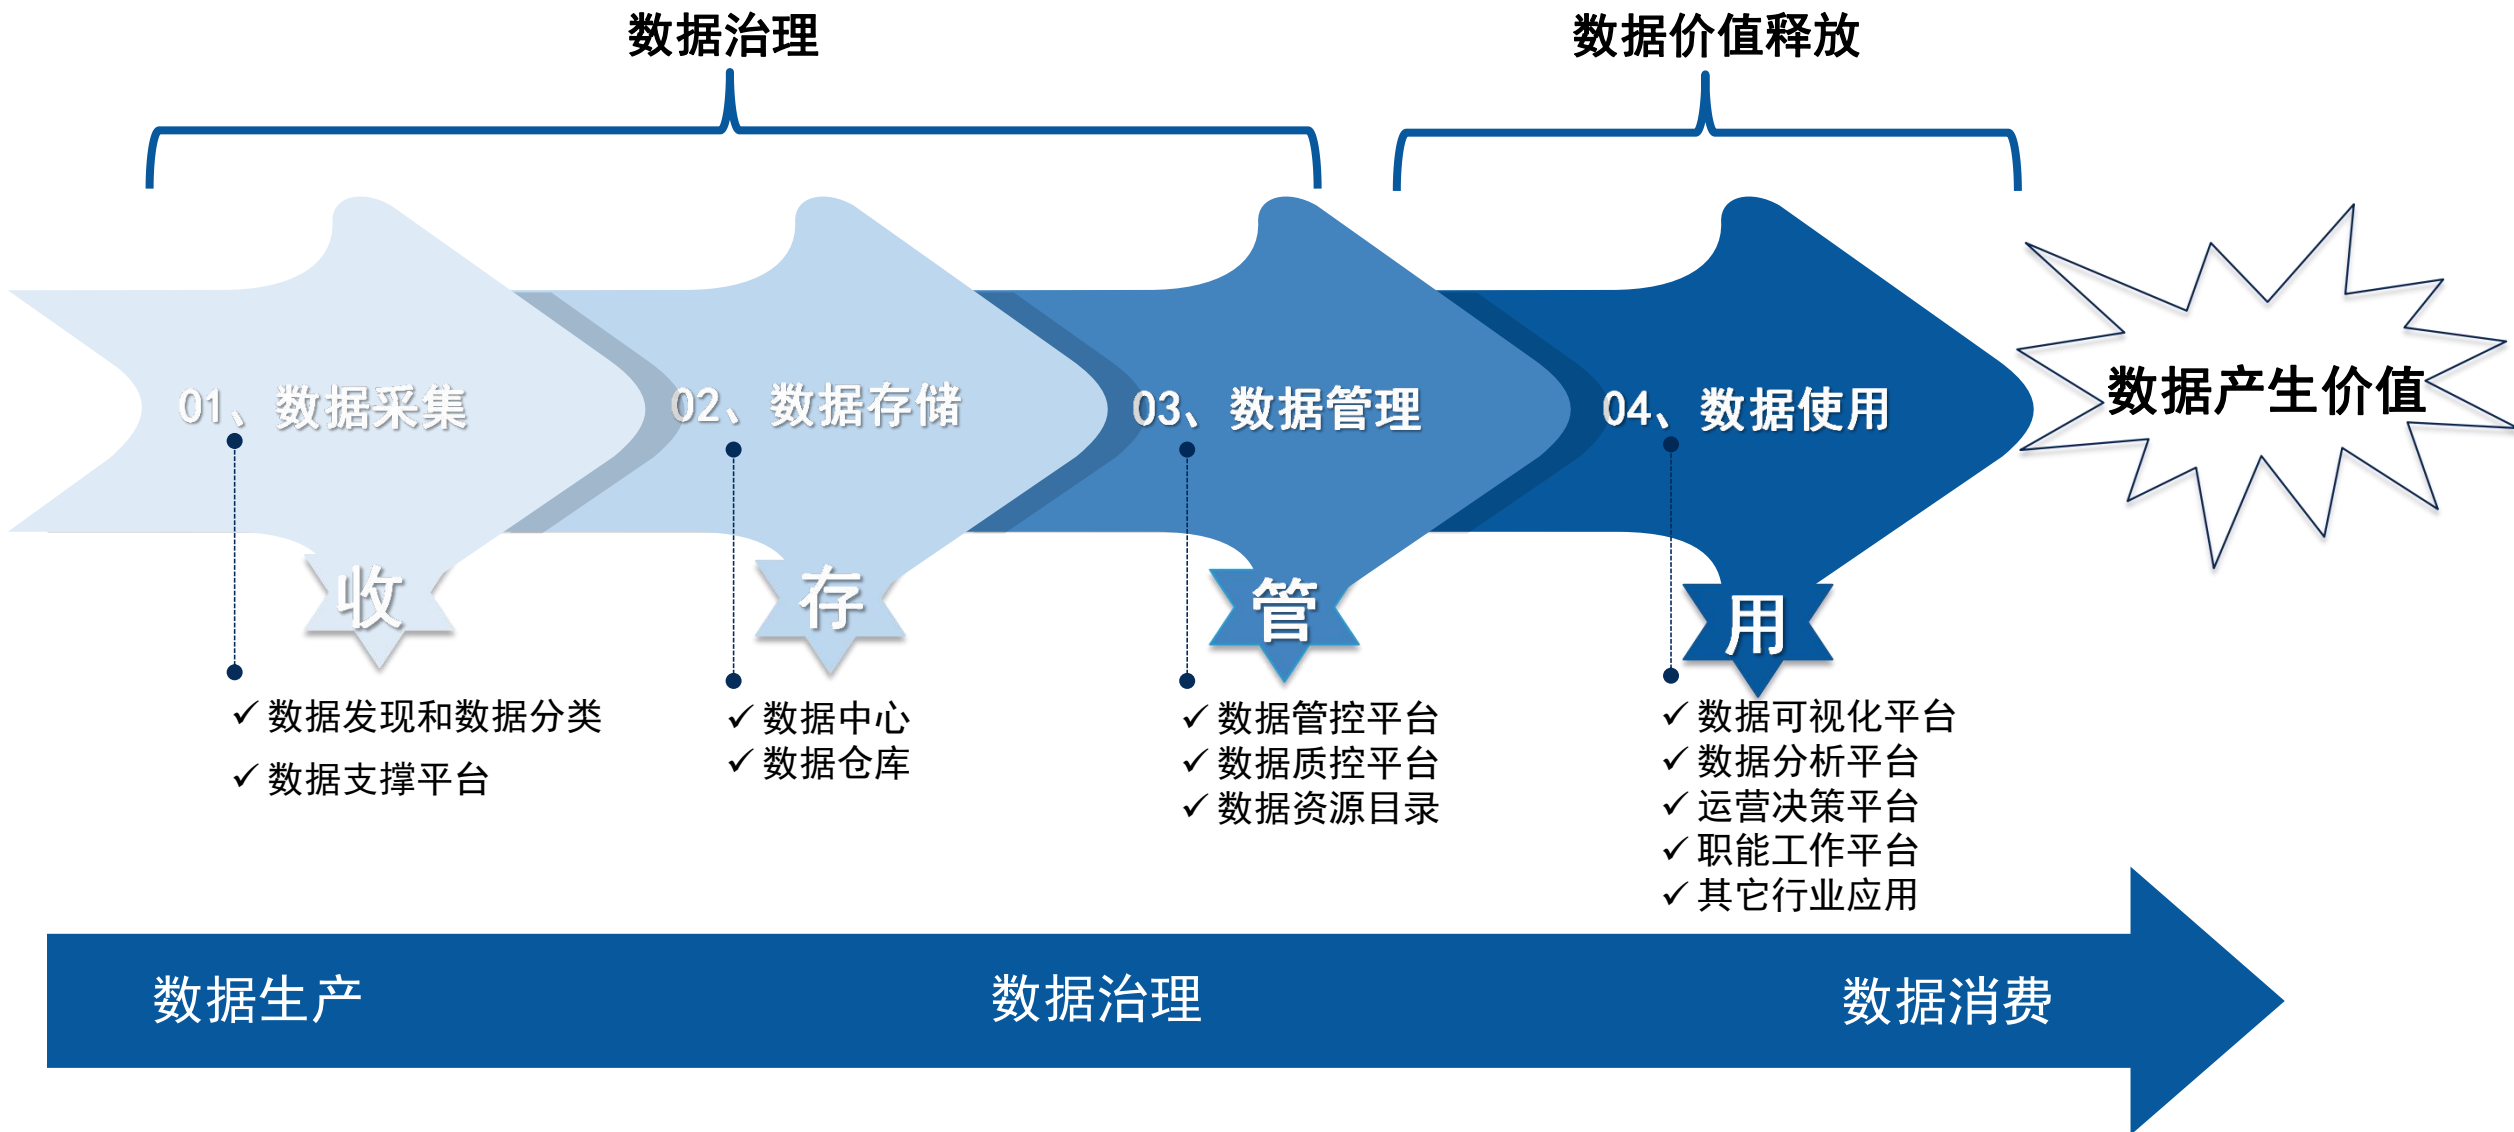 数据治理
数据价值释放
01、数据采集
02、数据存储
03、数据管理
04、数据使用
数据产生价值
收
存
管
用
✓ 数据发现和数据分类
✓ 数据支撑平台
✓ 数据中心
✓ 数据仓库
✓ 数据管控平台
✓ 数据质控平台
✓ 数据资源目录
✓ 数据可视化平台
✓ 数据分析平台
✓ 运营决策平台
✓ 职能工作平台
✓ 其它行业应用
数据生产
数据治理
数据消费